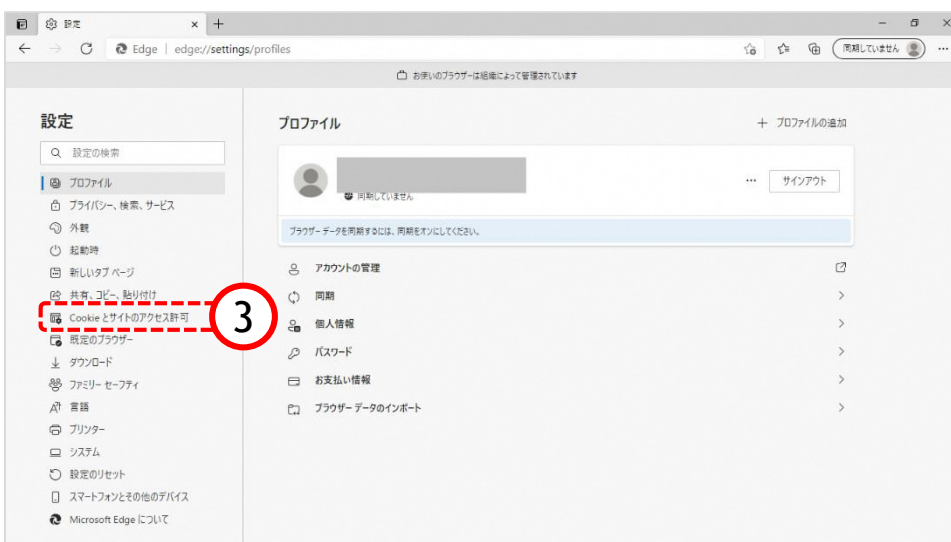 設定
Edge | edge://settings/profiles
同期していません
お使いのブラウザーは組織によって管理されています
設定
設定の検索
プロファイル
プライバシー、検索、サービス
外観
起動時
新しいタブ ページ
共有、コピー、貼り付け
Cookie とサイトのアクセス許可
3
既定のブラウザー
ダウンロード
ファミリー セーフティ
言語
プリンター
システム
設定のリセット
スマートフォンとその他のデバイス
Microsoft Edge について
プロファイル
プロファイルの追加
同期していません
サインアウト
ブラウザー データを同期するには、同期をオンにしてください。
アカウントの管理
同期
個人情報
パスワード
お支払い情報
ブラウザー データのインポート